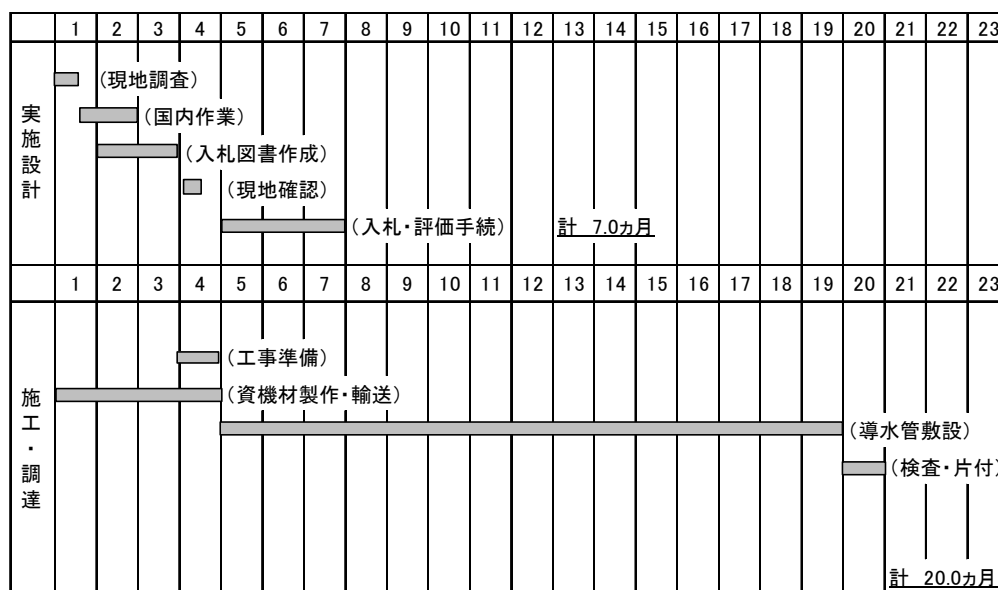 1 2 3 4 5 6 7 8 9 10 11 12 13 14 15 16 17 18 19 20 21 22 23
実施設計
(現地調査)
(国内作業)
(入札図書作成)
(現地確認)
(入札・評価手続)
計 7.0ヵ月
1 2 3 4 5 6 7 8 9 10 11 12 13 14 15 16 17 18 19 20 21 22 23
施工・調達
(工事準備)
(資機材製作・輸送)
(導水管敷設)
(検査・片付)
計 20.0ヵ月